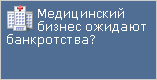 Медицинский
бизнес ожидают
банкротства?